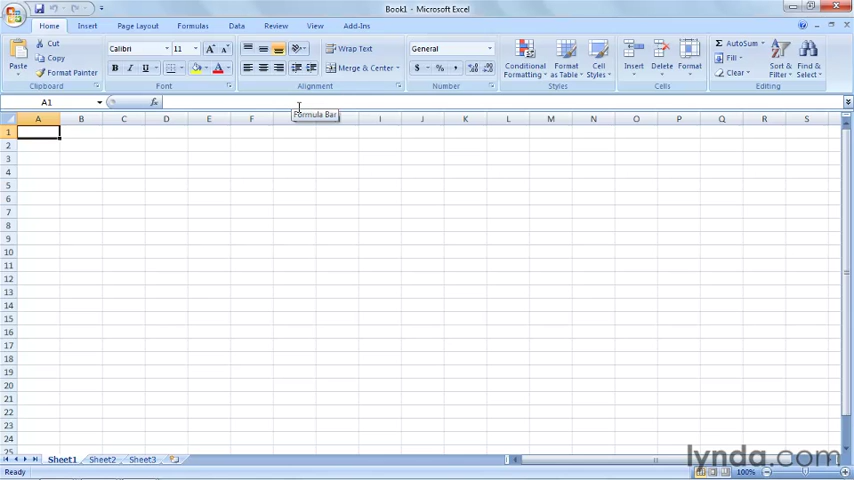 Book1 - Microsoft Excel
Home Insert Page Layout Formulas Data Review View Add-Ins
Paste
Cut
Copy
Format Painter
Clipboard
Calibri 11
B I U
A
Font
Wrap Text
Merge & Center
Alignment
General
$ % ,
Number
Conditional Formatting
Format as Table
Cell Styles
Styles
Insert Delete Format
Cells
Σ AutoSum
Fill
Clear
Sort & Filter
Find & Select
Editing
A1 fx
Formula Bar
A B C D E F I J K L M N O P Q R S
1
2
3
4
5
6
7
8
9
10
11
12
13
14
15
16
17
18
19
20
21
22
23
24
25
Sheet1 Sheet2 Sheet3
lynda.com
Ready 100%